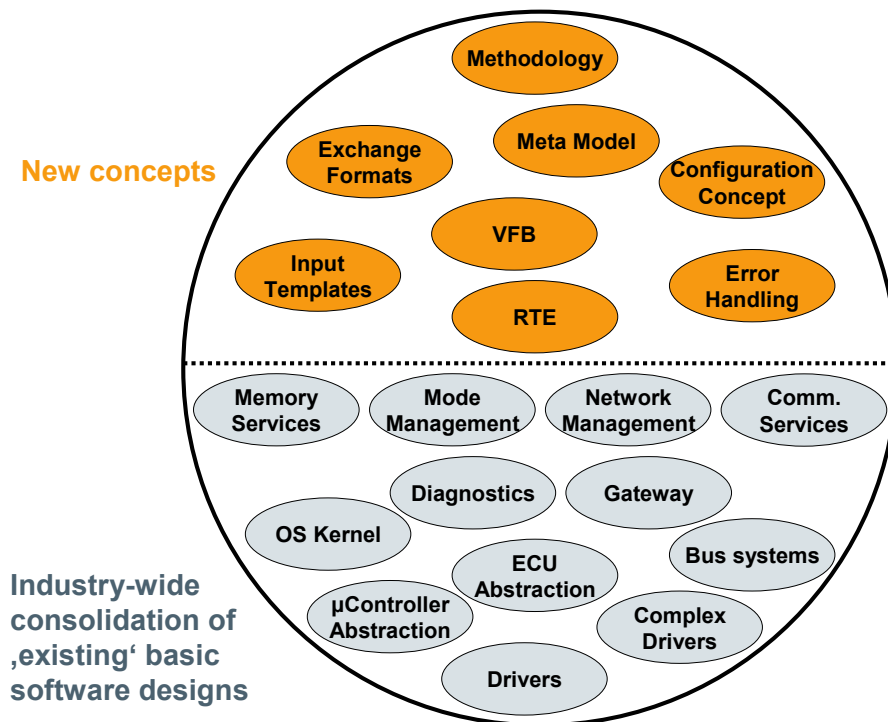 Methodology
Meta Model
Exchange
Formats
New concepts
Configuration
Concept
VFB
Input
Templates
Error
Handling
RTE
Memory
Services
Mode
Management
Network
Management
Comm.
Services
Diagnostics
Gateway
OS Kernel
Bus systems
ECU
Abstraction
Industry-wide
consolidation of
‚existing‘ basic
software designs
µController
Abstraction
Complex
Drivers
Drivers